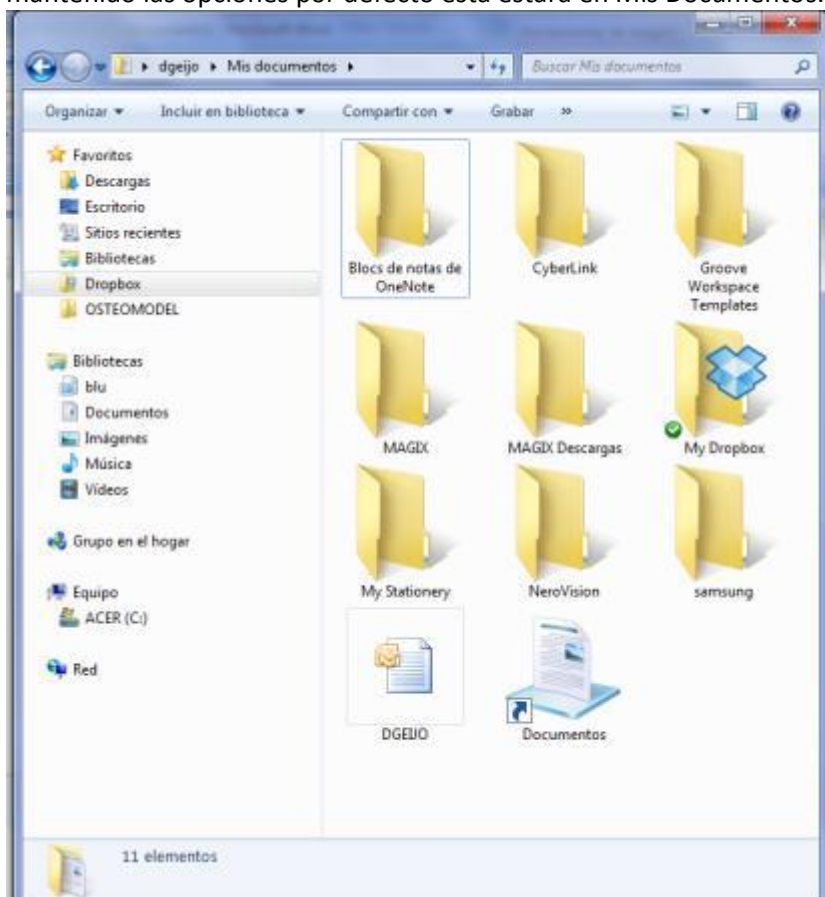 mantenido las opciones por defecto esta estará en Mis Documentos.
dgeijo ▸ Mis documentos ▸
Buscar Mis documentos
Organizar
Incluir en biblioteca
Compartir con
Grabar
»
Favoritos
Descargas
Escritorio
Sitios recientes
Bibliotecas
Dropbox
OSTEOMODEL
Bibliotecas
blu
Documentos
Imágenes
Música
Vídeos
Grupo en el hogar
Equipo
ACER (C:)
Red
Blocs de notas de
OneNote
CyberLink
Groove
Workspace
Templates
MAGIX
MAGIX Descargas
My Dropbox
My Stationery
NeroVision
samsung
DGEIJO
Documentos
11 elementos